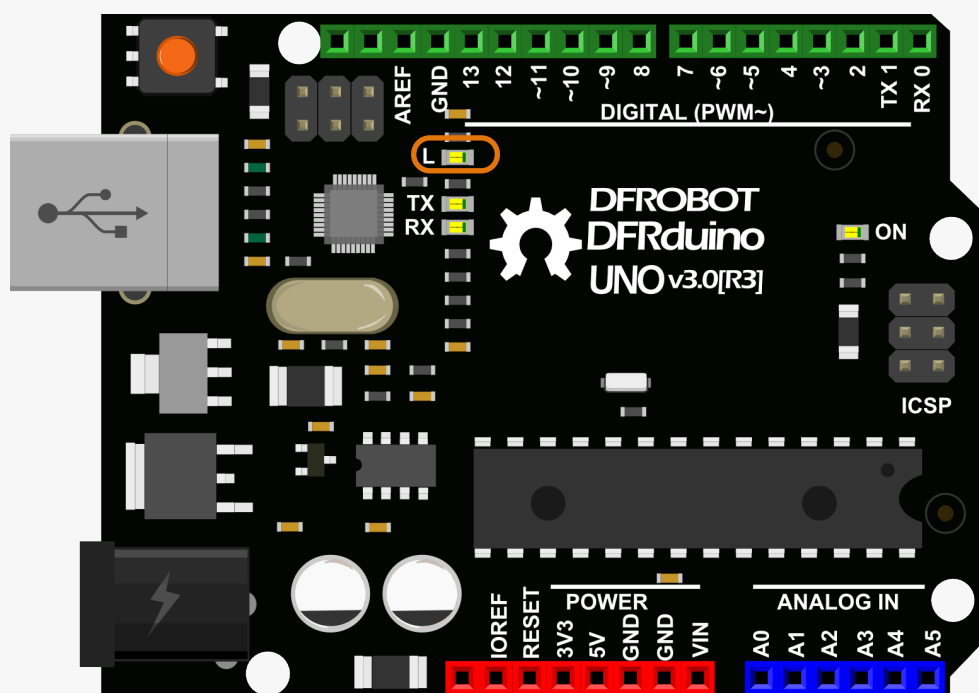 AREF
GND
13
12
~11
~10
~9
8
7
~6
~5
4
~3
2
TX 1
RX 0
DIGITAL (PWM~)
L
TX
RX
DFROBOT
DFRduino
UNO v3.0[R3]
ON
ICSP
POWER
ANALOG IN
IOREF
RESET
3V3
5V
GND
GND
VIN
A0
A1
A2
A3
A4
A5